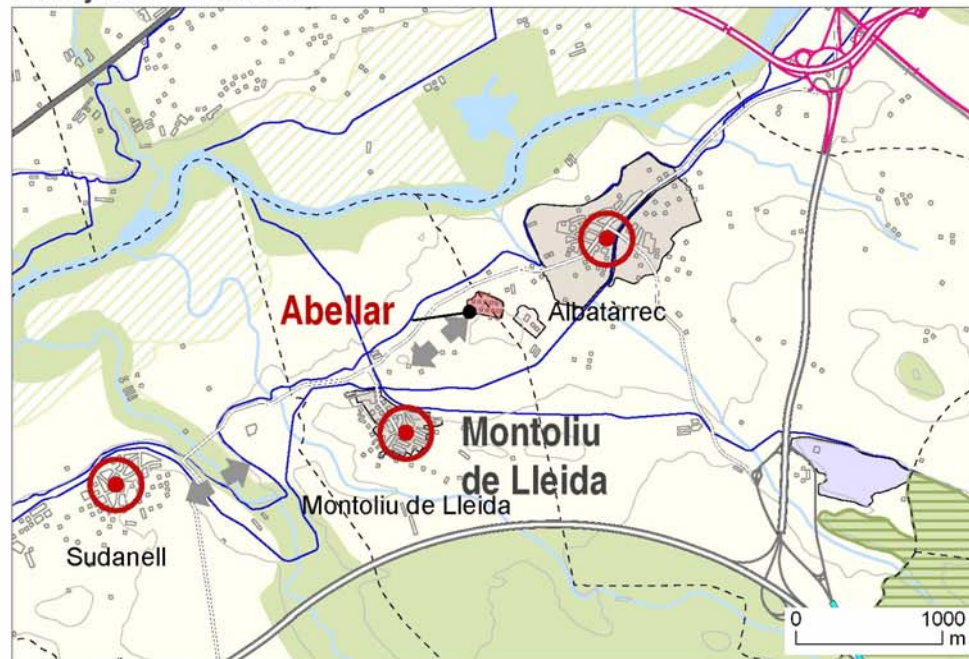 Abellar
Albatàrrec
Montoliu
de Lleida
Montoliu de Lleida
Sudanell
0 1000
m